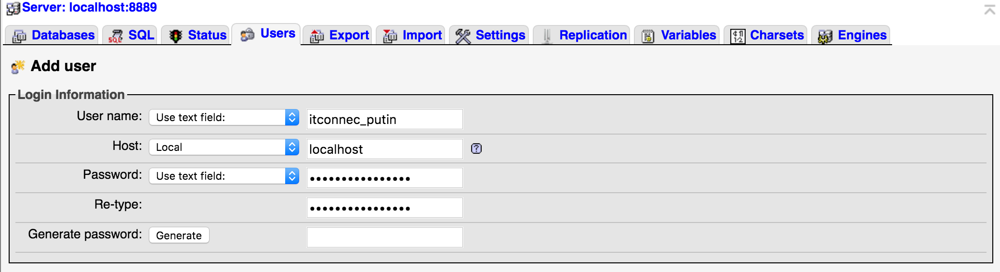 Server: localhost:8889
Databases SQL Status Users Export Import Settings Replication Variables Charsets Engines
Add user
Login Information
User name: Use text field: itconnec_putin
Host: Local localhost
Password: Use text field: ••••••••••••••••
Re-type: ••••••••••••••••
Generate password: Generate